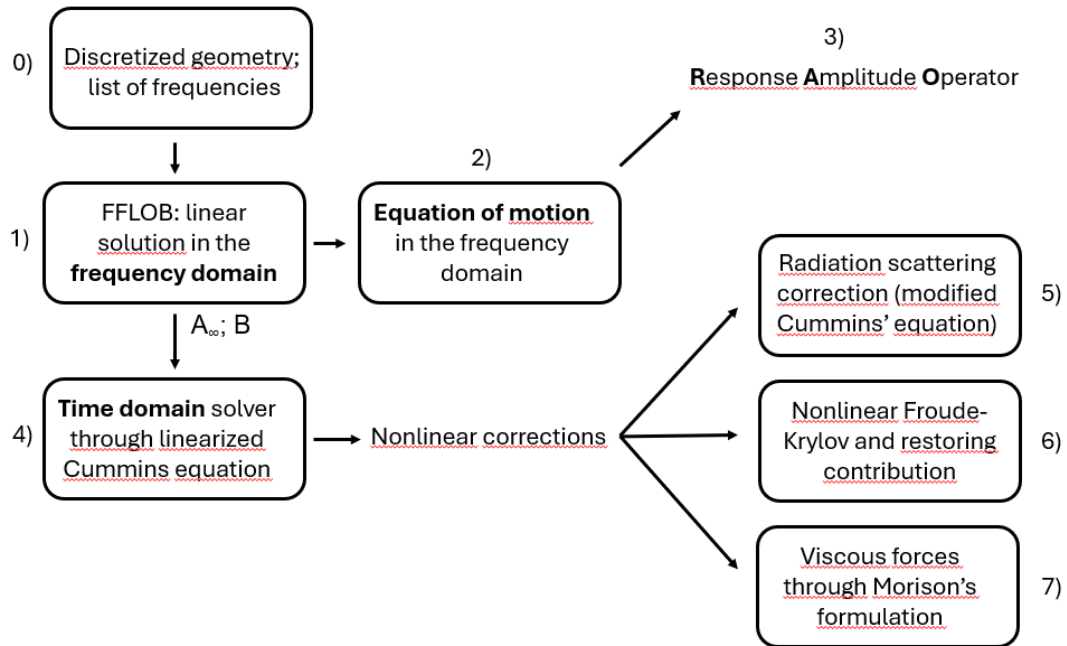 0)
Discretized geometry;
list of frequencies
3)
Response Amplitude Operator
1)
FFLOB: linear
solution in the
frequency domain
2)
Equation of motion
in the frequency
domain
A∞; B
4)
Time domain solver
through linearized
Cummins equation
Nonlinear corrections
Radiation scattering
correction (modified
Cummins’ equation)
5)
Nonlinear Froude-
Krylov and restoring
contribution
6)
Viscous forces
through Morison’s
formulation
7)